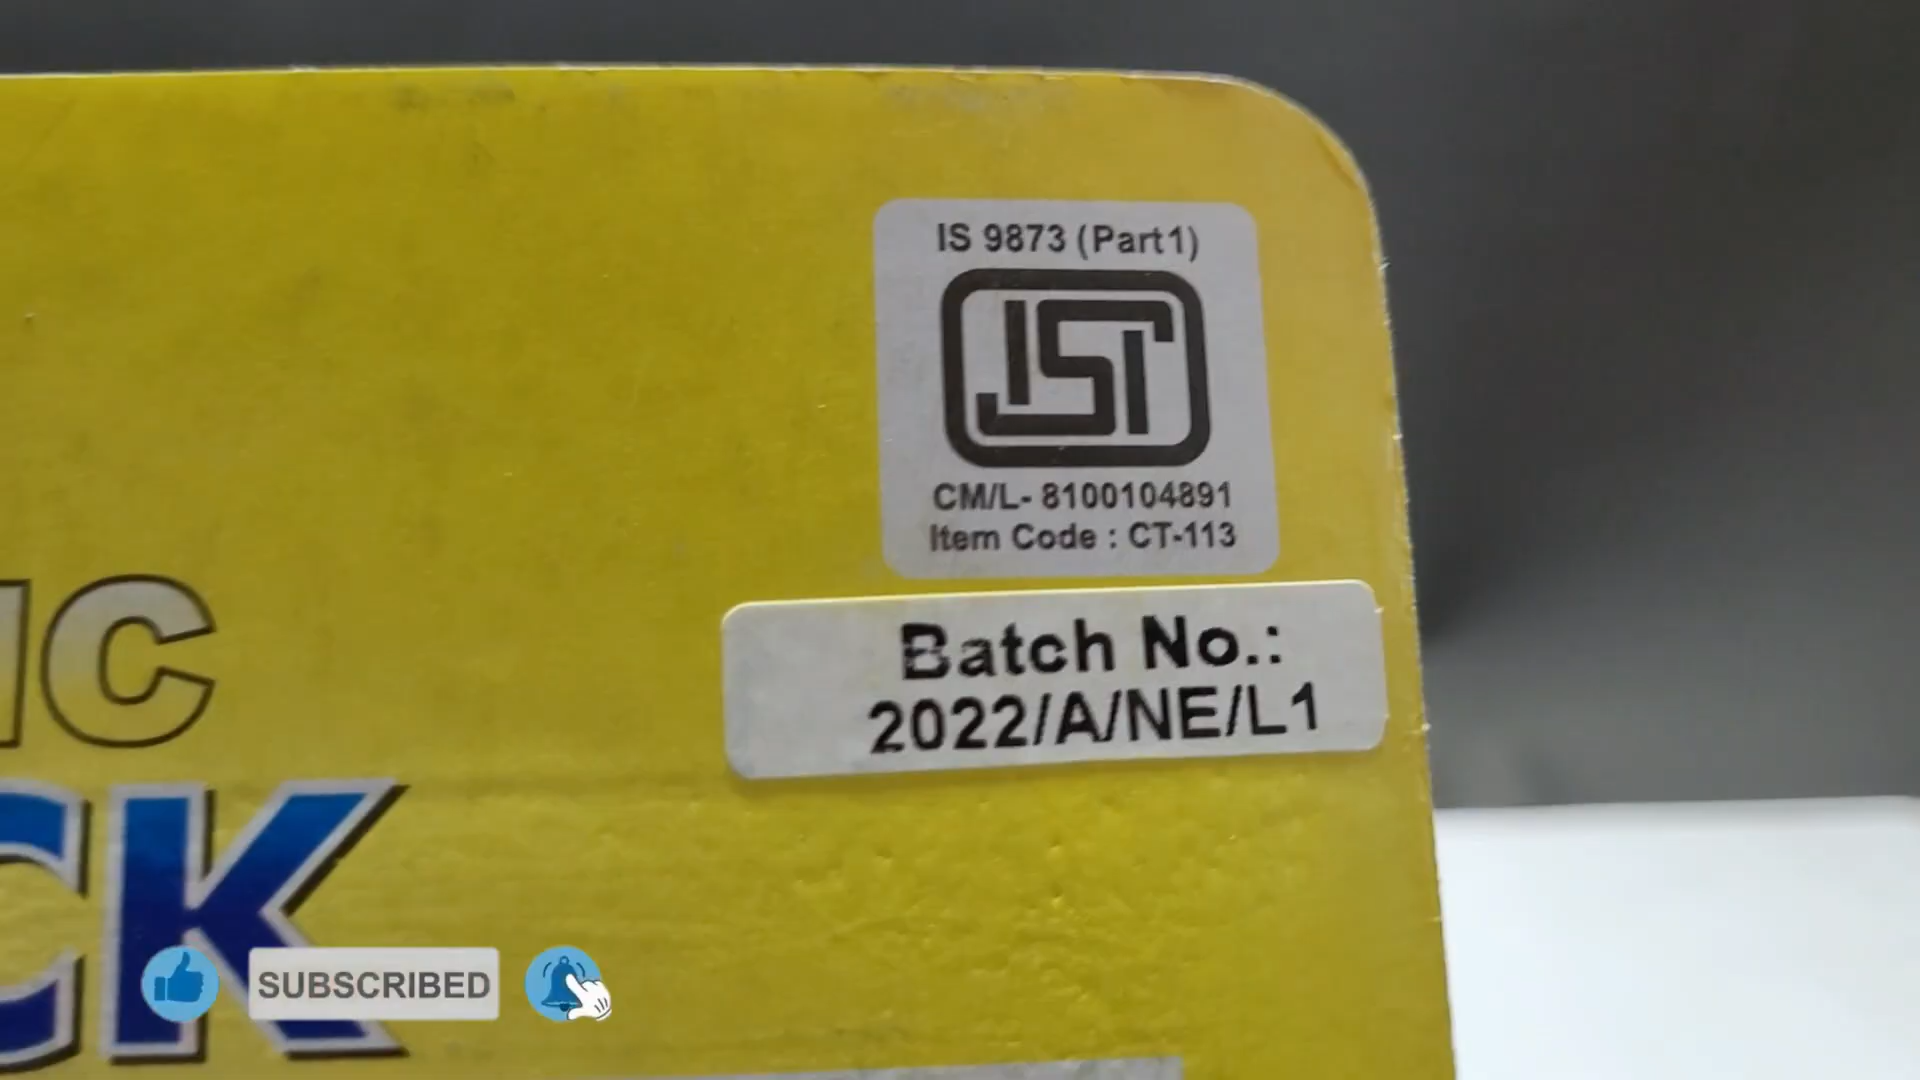 IS 9873 (Part1)
ISI
CM/L- 8100104891
Item Code : CT-113
Batch No.:
2022/A/NE/L1
IC
CK
SUBSCRIBED